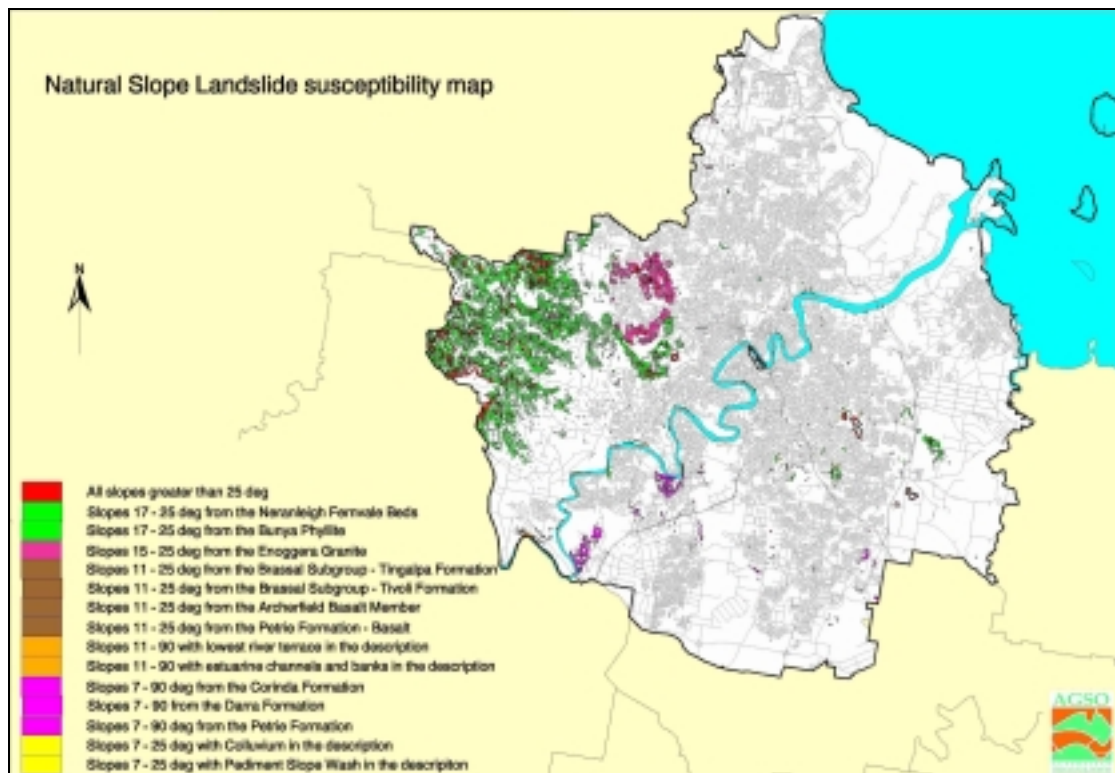 Natural Slope Landslide susceptibility map
N
All slopes greater than 25 deg
Slopes 17 - 25 deg from the Neranleigh Fernvale Beds
Slopes 17 - 25 deg from the Bunya Phyllite
Slopes 15 - 25 deg from the Enoggera Granite
Slopes 11 - 25 deg from the Brassal Subgroup - Tingalpa Formation
Slopes 11 - 25 deg from the Brassal Subgroup - Tivoli Formation
Slopes 11 - 25 deg from the Archerfield Basalt Member
Slopes 11 - 25 deg from the Petrie Formation - Basalt
Slopes 11 - 90 with lowest river terrace in the description
Slopes 11 - 90 with estuarine channels and banks in the description
Slopes 7 - 90 deg from the Corinda Formation
Slopes 7 - 90 from the Darra Formation
Slopes 7 - 90 deg from the Petrie Formation
Slopes 7 - 25 deg with Colluvium in the description
Slopes 7 - 25 deg with Pediment Slope Wash in the descripiton
AGSO